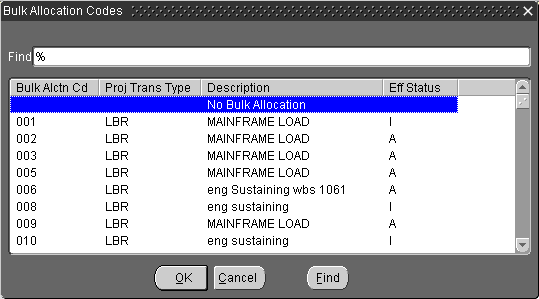 Bulk Allocation Codes
Find %
Bulk Alctn Cd Proj Trans Type Description Eff Status
No Bulk Allocation
001 LBR MAINFRAME LOAD I
002 LBR MAINFRAME LOAD A
003 LBR MAINFRAME LOAD A
005 LBR MAINFRAME LOAD A
006 LBR eng Sustaining wbs 1061 A
008 LBR eng sustaining I
009 LBR MAINFRAME LOAD A
010 LBR eng sustaining I
OK Cancel Find